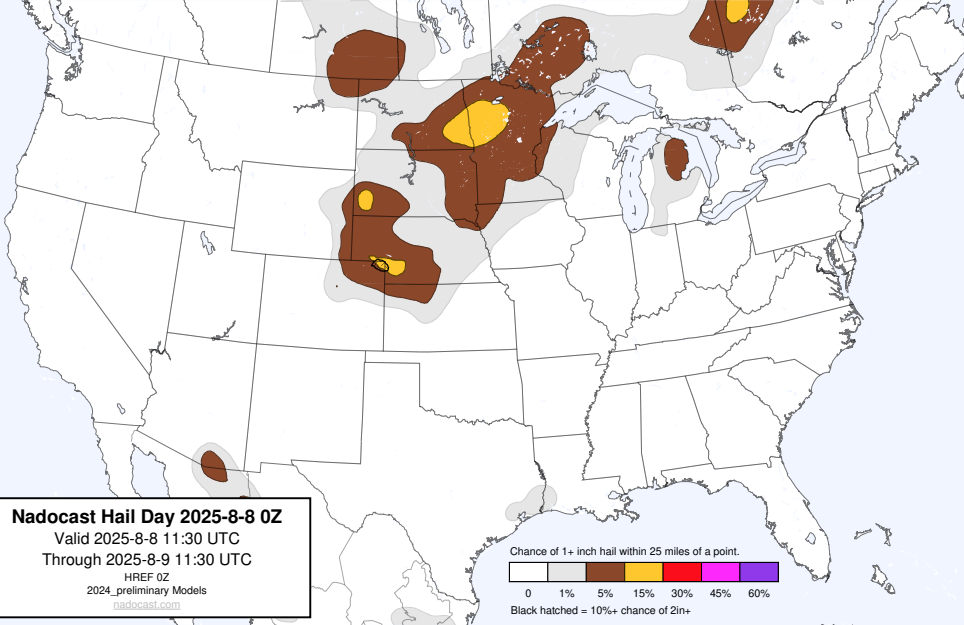 Nadocast Hail Day 2025-8-8 0Z
Valid 2025-8-8 11:30 UTC
Through 2025-8-9 11:30 UTC
HREF 0Z
2024_preliminary Models
nadocast.com
Chance of 1+ inch hail within 25 miles of a point.
0 1% 5% 15% 30% 45% 60%
Black hatched = 10%+ chance of 2in+